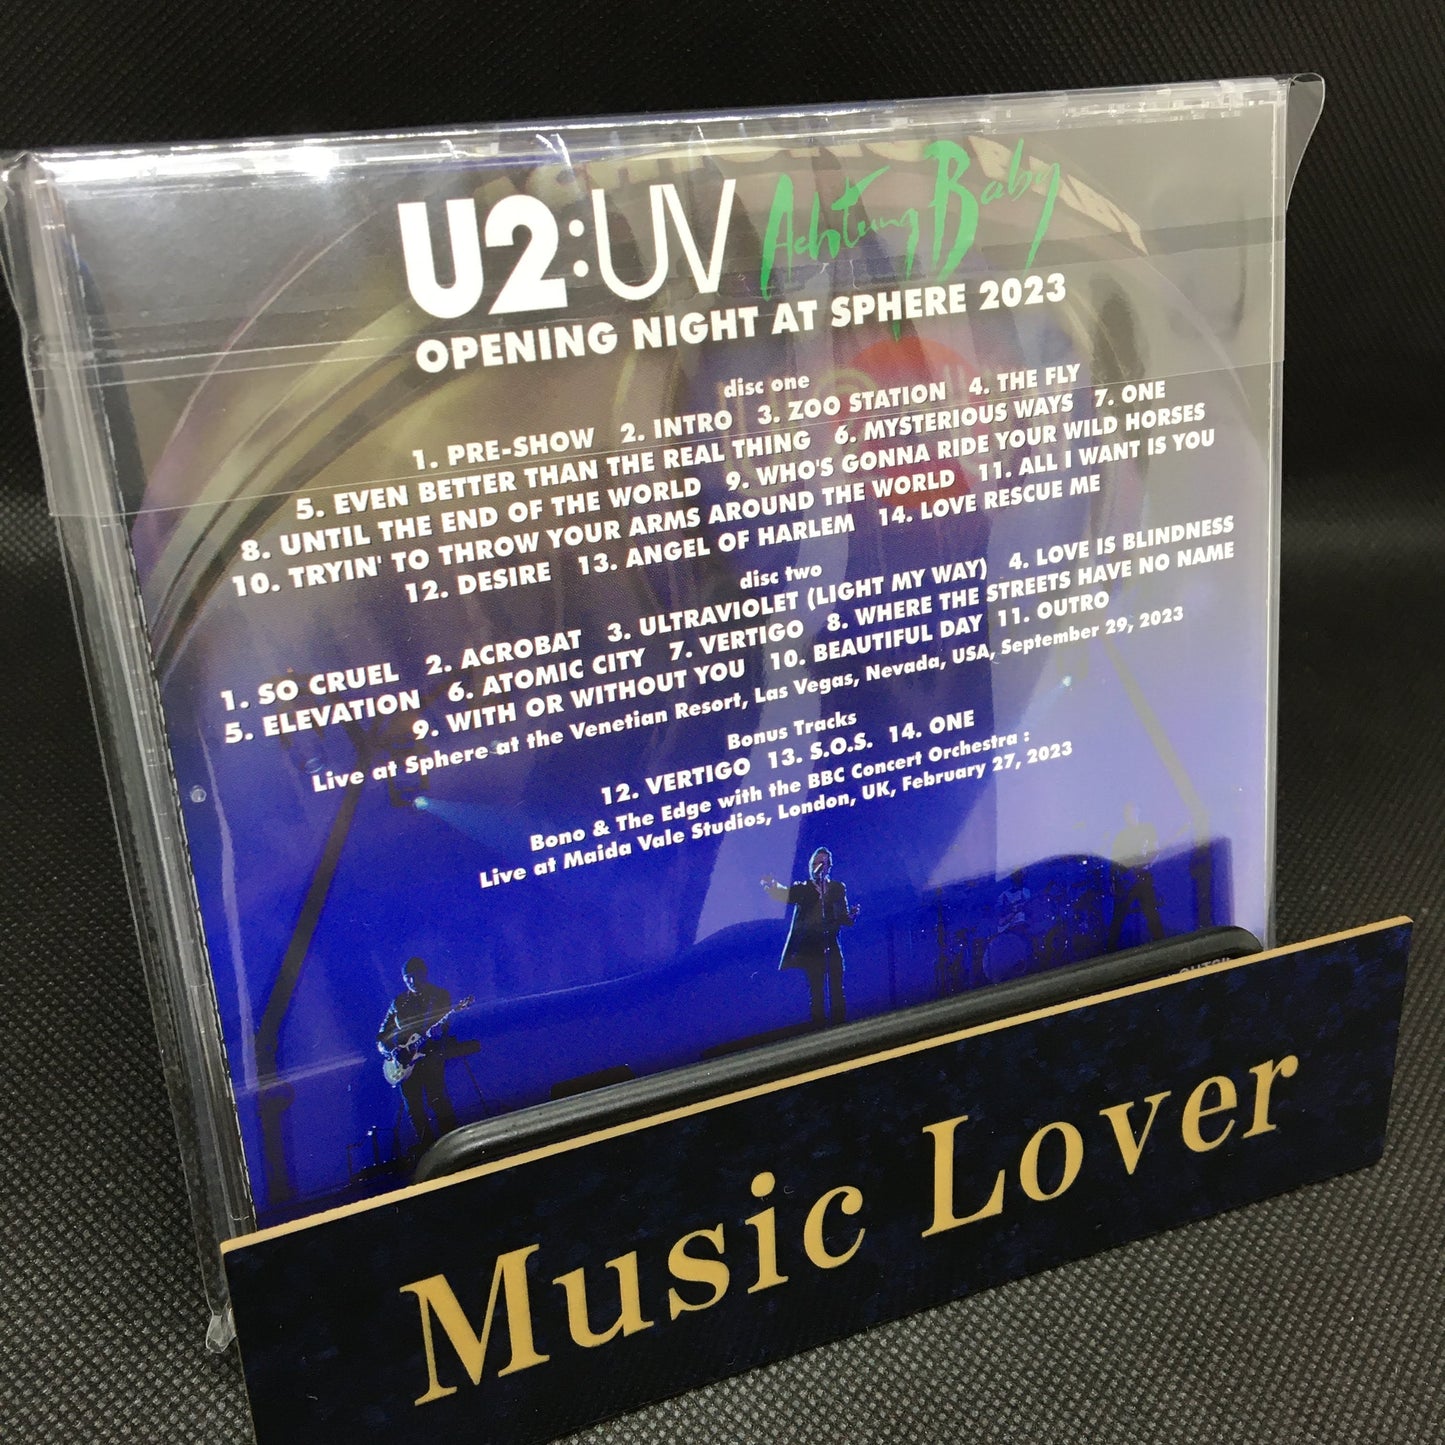 U2:UV Achtung Baby
OPENING NIGHT AT SPHERE 2023
disc one
1. PRE-SHOW 2. INTRO 3. ZOO STATION 4. THE FLY
5. EVEN BETTER THAN THE REAL THING 6. MYSTERIOUS WAYS 7. ONE
8. UNTIL THE END OF THE WORLD 9. WHO'S GONNA RIDE YOUR WILD HORSES
10. TRYIN' TO THROW YOUR ARMS AROUND THE WORLD 11. ALL I WANT IS YOU
12. DESIRE 13. ANGEL OF HARLEM 14. LOVE RESCUE ME
disc two
1. SO CRUEL 2. ACROBAT 3. ULTRAVIOLET (LIGHT MY WAY) 4. LOVE IS BLINDNESS
5. ELEVATION 6. ATOMIC CITY 7. VERTIGO 8. WHERE THE STREETS HAVE NO NAME
9. WITH OR WITHOUT YOU 10. BEAUTIFUL DAY 11. OUTRO
Live at Sphere at the Venetian Resort, Las Vegas, Nevada, USA, September 29, 2023
Bonus Tracks
12. VERTIGO 13. S.O.S. 14. ONE
Bono & The Edge with the BBC Concert Orchestra :
Live at Maida Vale Studios, London, UK, February 27, 2023
Music Lover